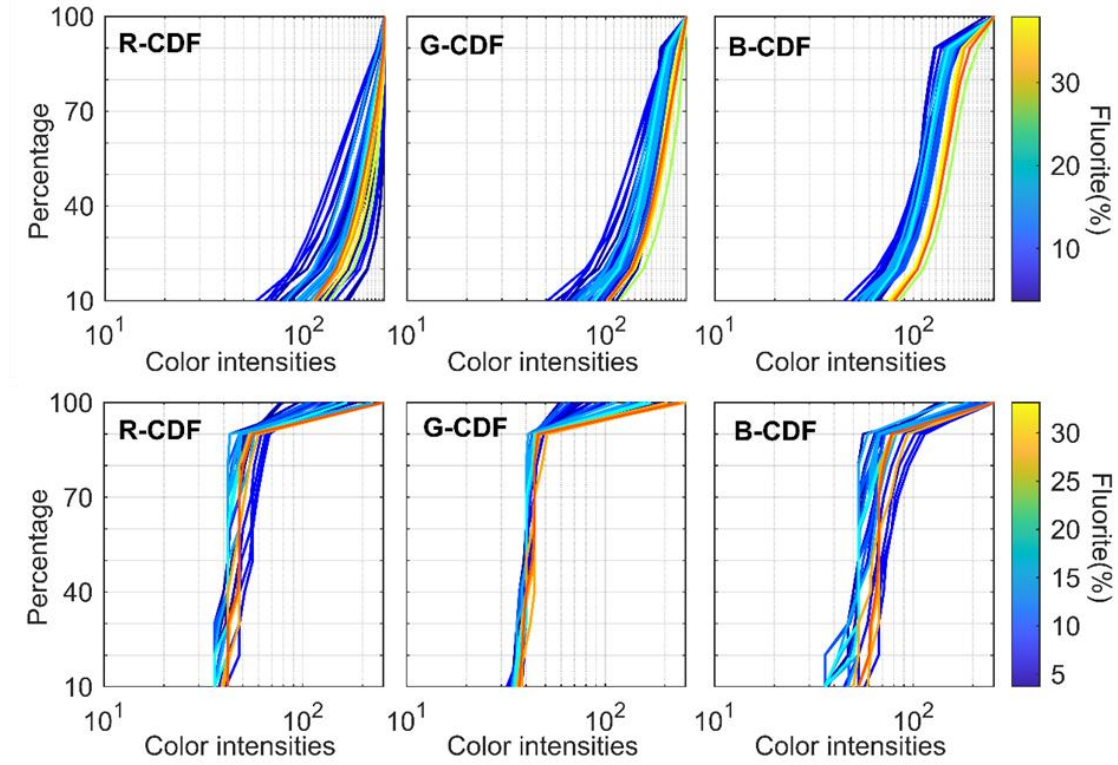 100
70
40
10
Percentage
R-CDF
10^1
10^2
Color intensities
G-CDF
10^1
10^2
Color intensities
B-CDF
10^1
10^2
Color intensities
30
20
10
Fluorite(%)
100
70
40
10
Percentage
R-CDF
10^1
10^2
Color intensities
G-CDF
10^1
10^2
Color intensities
B-CDF
10^1
10^2
Color intensities
30
25
20
15
10
5
Fluorite(%)